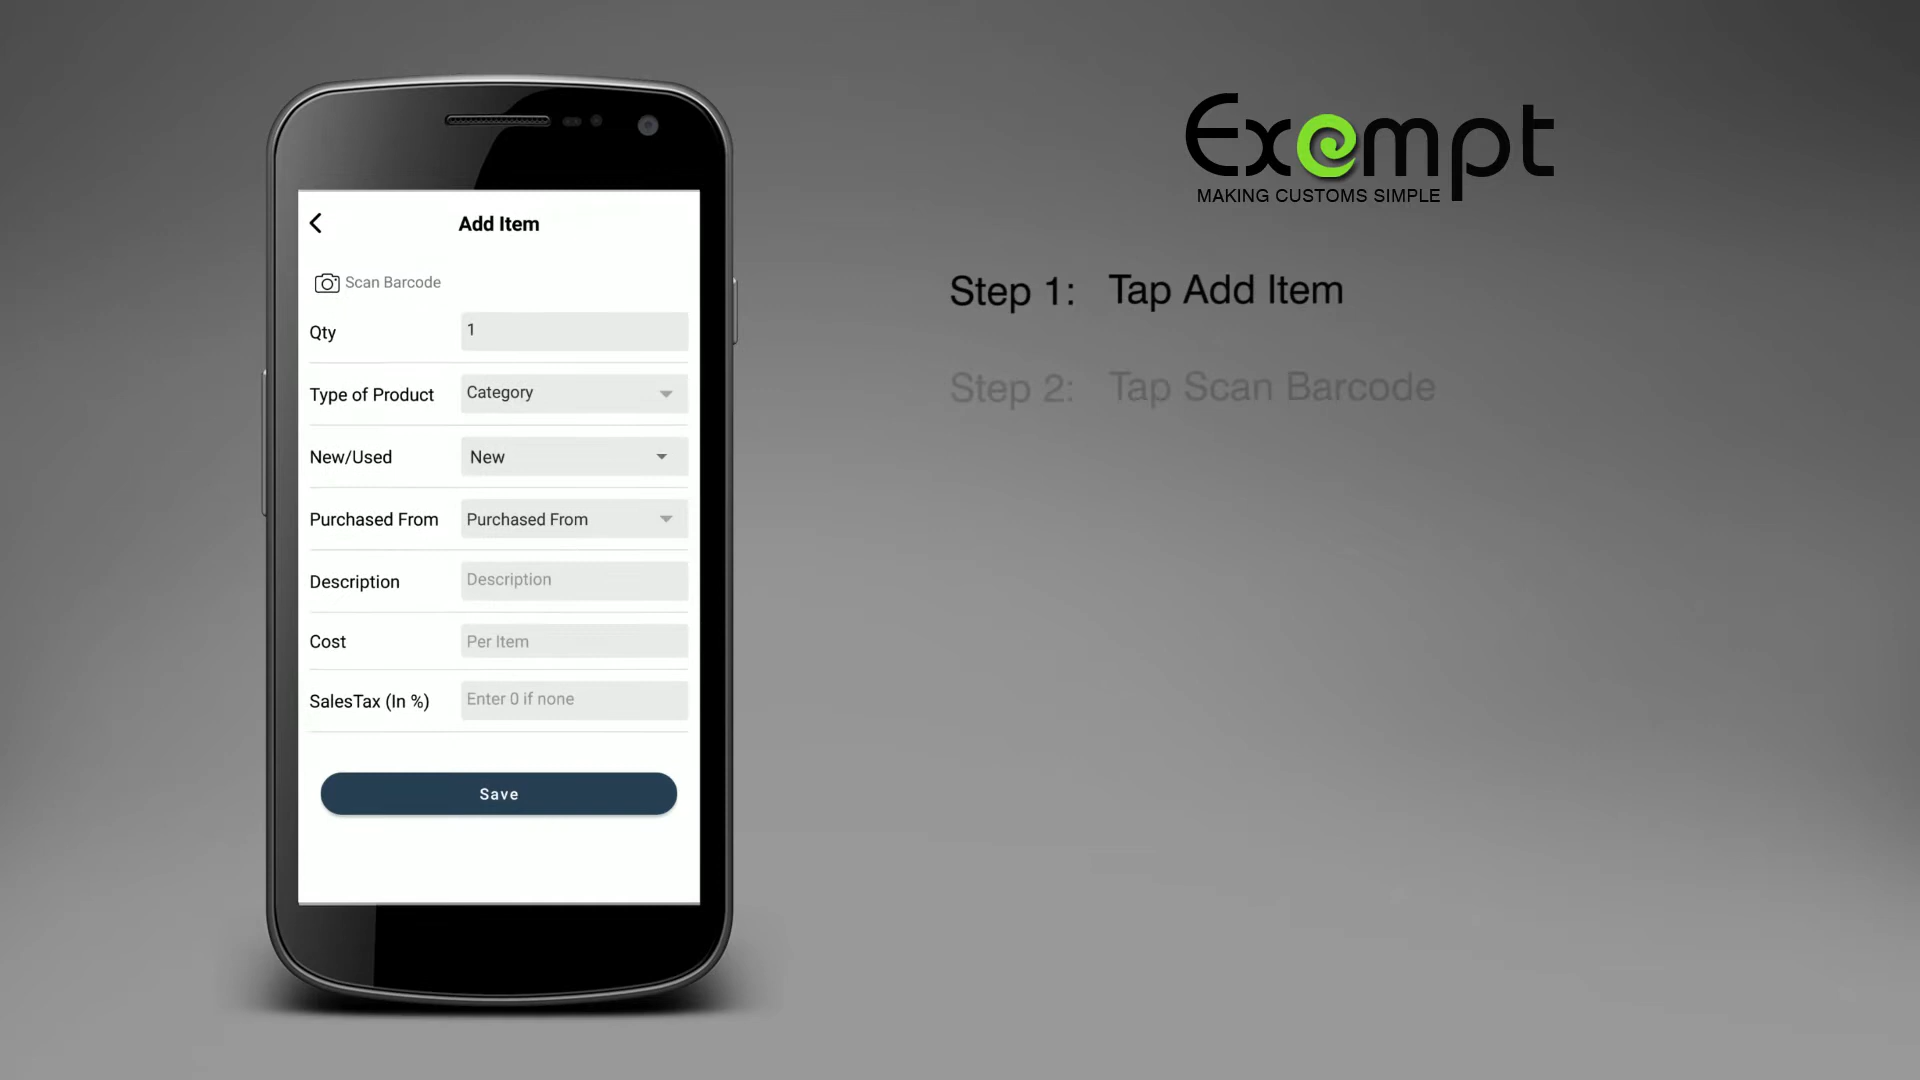 Exempt
MAKING CUSTOMS SIMPLE
Add Item
Scan Barcode
Qty 1
Type of Product Category
New/Used New
Purchased From Purchased From
Description Description
Cost Per Item
SalesTax (In %) Enter 0 if none
Save
Step 1: Tap Add Item
Step 2: Tap Scan Barcode